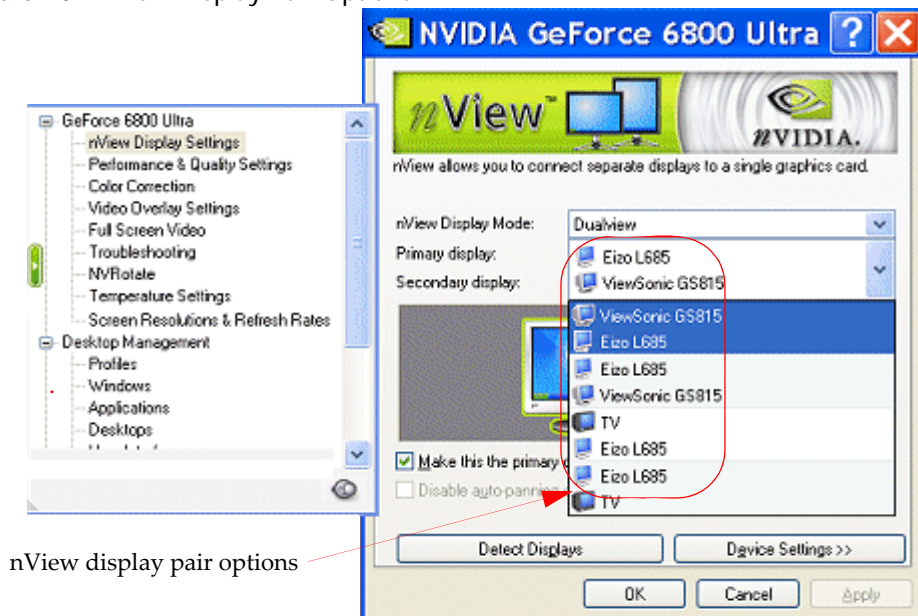 NVIDIA GeForce 6800 Ultra
nView™
NVIDIA.
nView allows you to connect separate displays to a single graphics card.
GeForce 6800 Ultra
nView Display Settings
Performance & Quality Settings
Color Correction
Video Overlay Settings
Full Screen Video
Troubleshooting
NVRotate
Temperature Settings
Screen Resolutions & Refresh Rates
Desktop Management
Profiles
Windows
Applications
Desktops
nView Display Mode:
Dualview
Primary display:
Eizo L685
Secondary display:
ViewSonic GS815
ViewSonic GS815
Eizo L685
Eizo L685
ViewSonic GS815
TV
Eizo L685
Eizo L685
TV
Make this the primary
Disable auto-panning
Detect Displays
Device Settings >>
OK
Cancel
Apply
nView display pair options